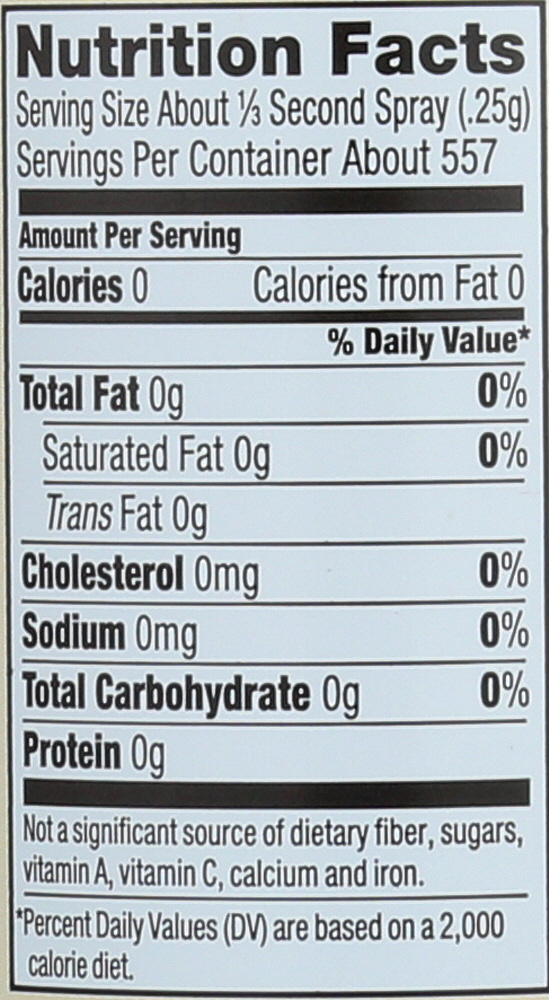 Nutrition Facts
Serving Size About ⅓ Second Spray (.25g)
Servings Per Container About 557
Amount Per Serving
Calories 0 Calories from Fat 0
% Daily Value*
Total Fat 0g 0%
Saturated Fat 0g 0%
Trans Fat 0g
Cholesterol 0mg 0%
Sodium 0mg 0%
Total Carbohydrate 0g 0%
Protein 0g
Not a significant source of dietary fiber, sugars,
vitamin A, vitamin C, calcium and iron.
*Percent Daily Values (DV) are based on a 2,000
calorie diet.